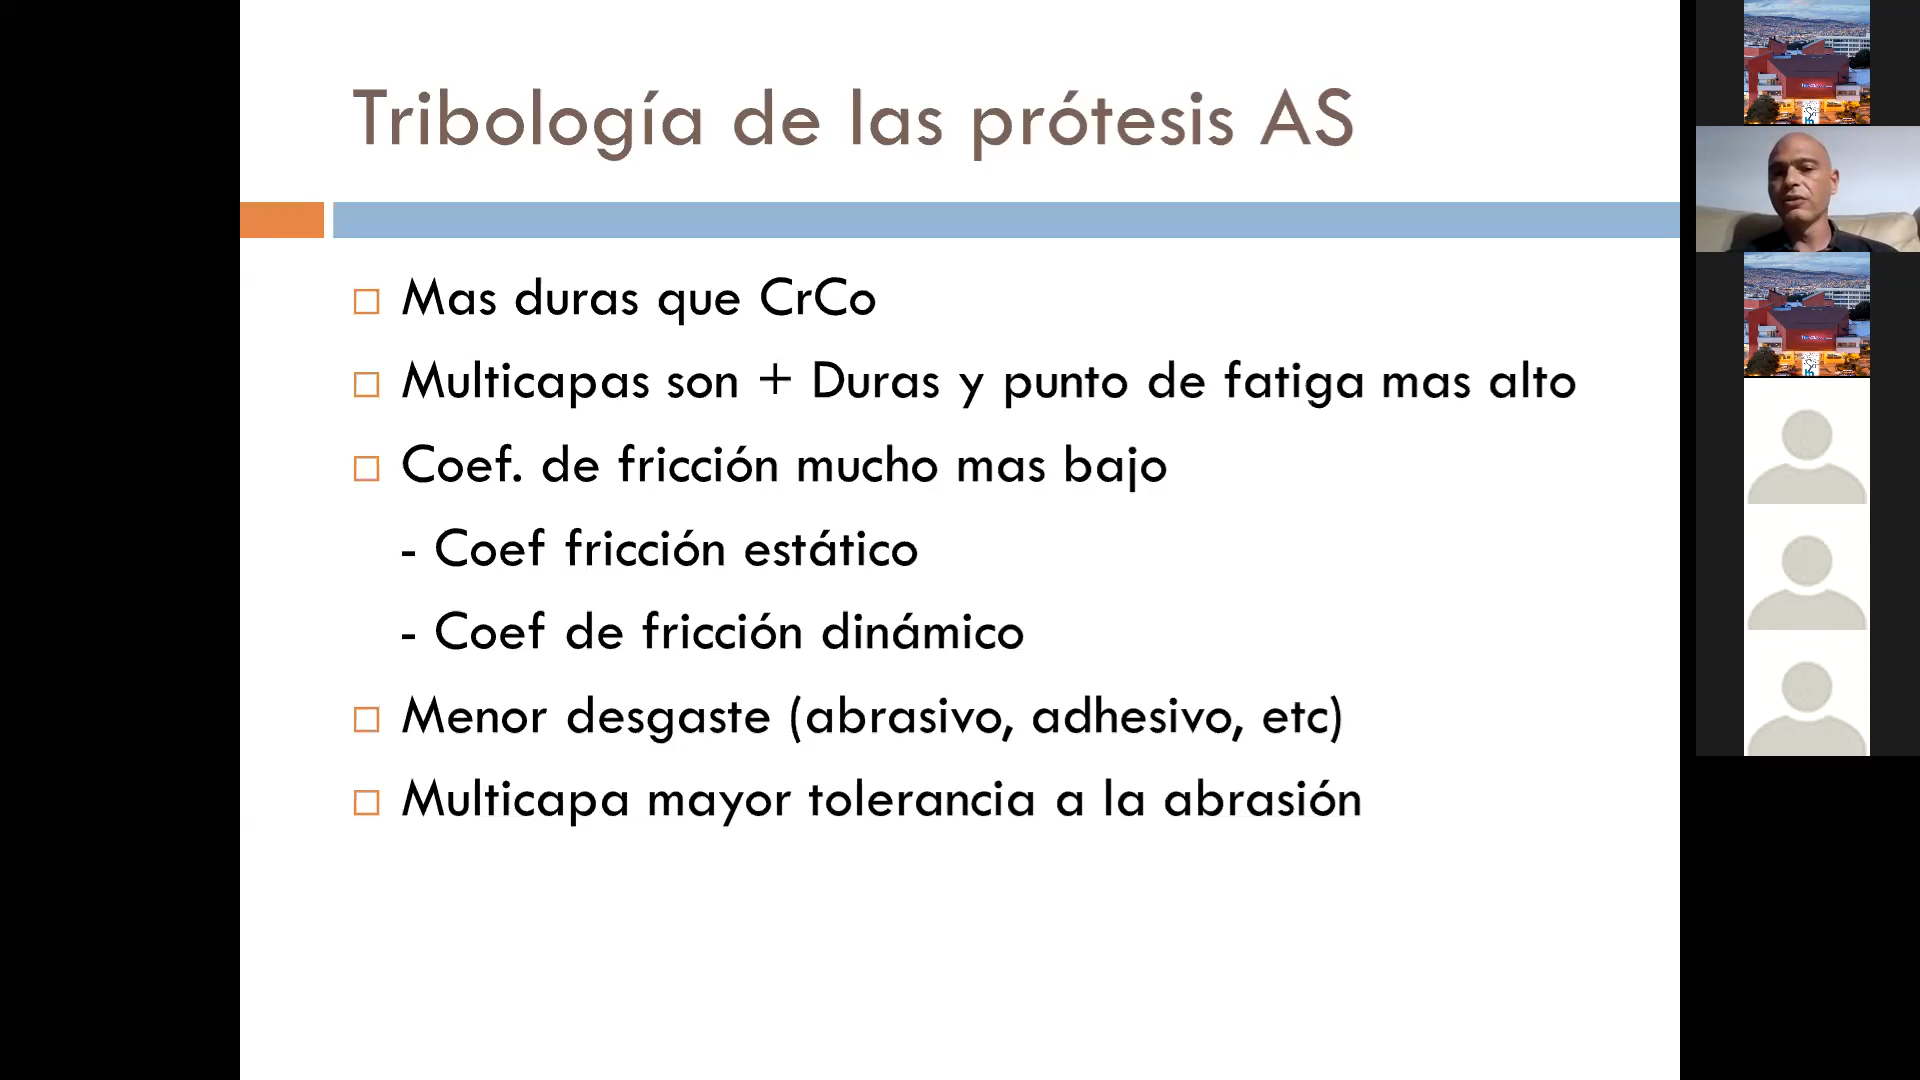 Tribología de las prótesis AS
Mas duras que CrCo
Multicapas son + Duras y punto de fatiga mas alto
Coef. de fricción mucho mas bajo
- Coef fricción estático
- Coef de fricción dinámico
Menor desgaste (abrasivo, adhesivo, etc)
Multicapa mayor tolerancia a la abrasión